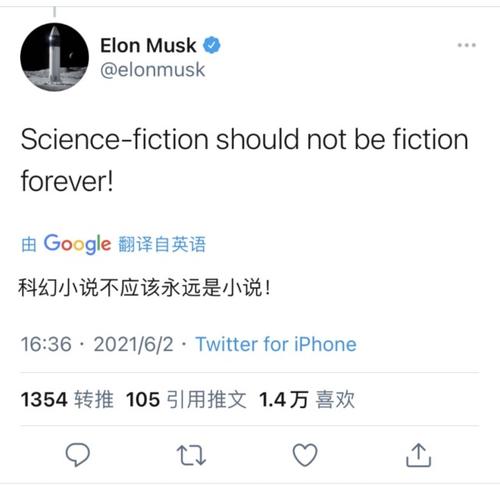 Elon Musk
@elonmusk
Science-fiction should not be fiction
forever!
由 Google 翻译自英语
科幻小说不应该永远是小说！
16:36 · 2021/6/2 · Twitter for iPhone
1354 转推 105 引用推文 1.4万 喜欢